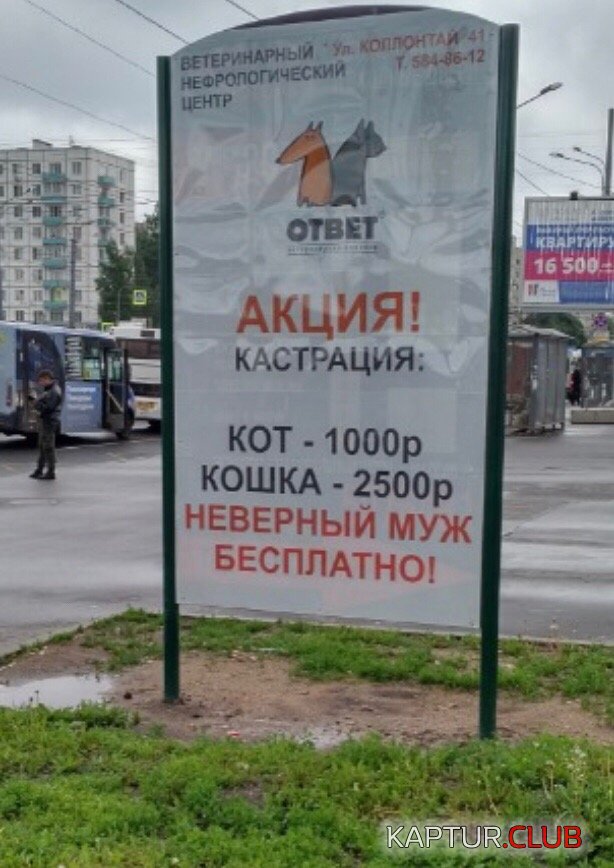 ВЕТЕРИНАРНЫЙ
НЕФРОЛОГИЧЕСКИЙ
ЦЕНТР
Ул. КОЛЛОНТАЙ 41
Т. 584-86-12
ОТВЕТ
АКЦИЯ!
КАСТРАЦИЯ:
КОТ - 1000р
КОШКА - 2500р
НЕВЕРНЫЙ МУЖ
БЕСПЛАТНО!
КВАРТИРЫ
16 500
KAPTUR.CLUB